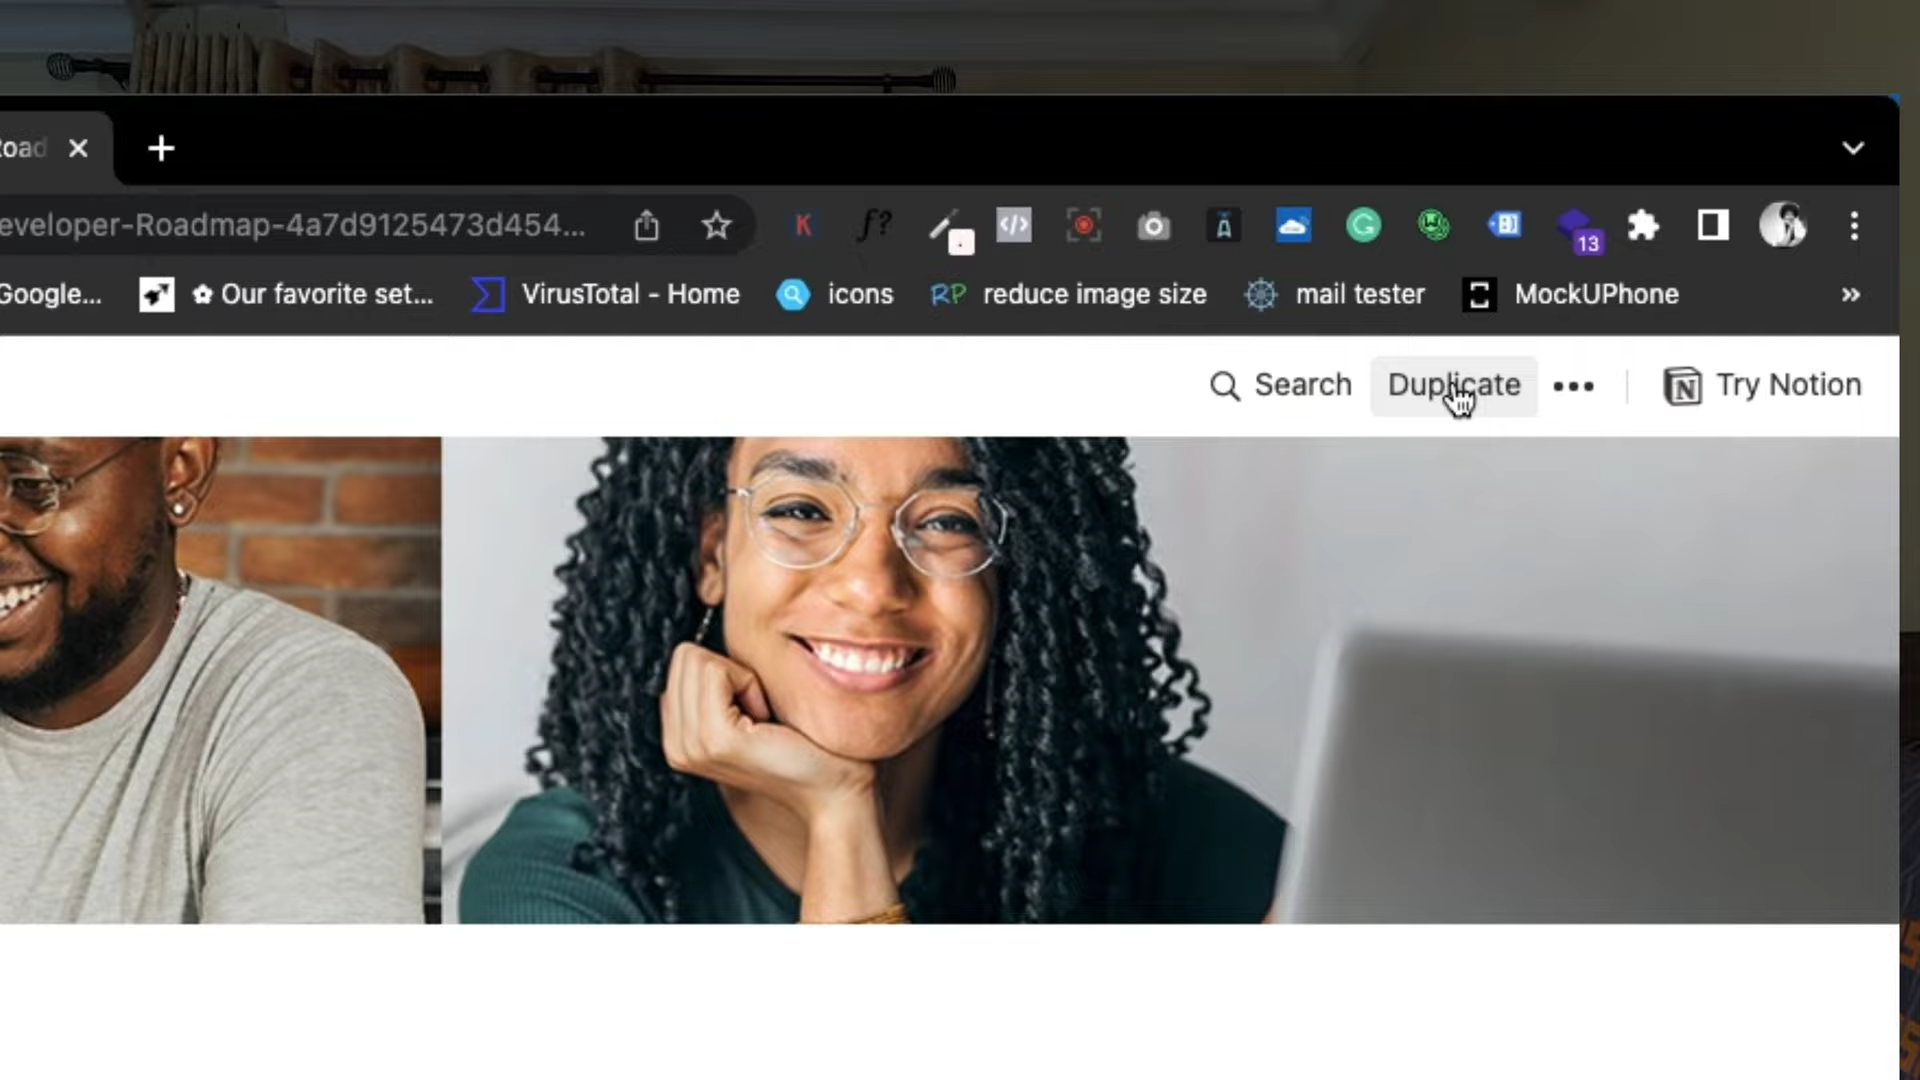 oad
eveloper-Roadmap-4a7d9125473d454...
K f? </> G 13
Google... ✿ Our favorite set... VirusTotal - Home icons RP reduce image size mail tester MockUPhone »
Search Duplicate ••• N Try Notion